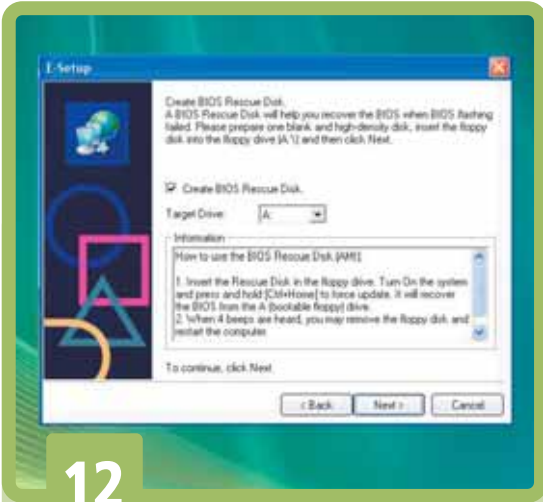 E-Setup
Create BIOS Rescue Disk.
A BIOS Rescue Disk will help you recover the BIOS when BIOS flashing
failed. Please prepare one blank and high-density disk, insert the floppy
disk into the floppy drive (A:\) and then click Next.
Create BIOS Rescue Disk.
Target Drive: A:
Information
How to use the BIOS Rescue Disk (AMI):
1. Insert the Rescue Disk in the floppy drive. Turn On the system
and press and hold [Ctrl+Home] to force update. It will recover
the BIOS from the A (bootable floppy) drive.
2. When 4 beeps are heard, you may remove the floppy disk and
restart the computer.
To continue, click Next
< Back Next > Cancel
12